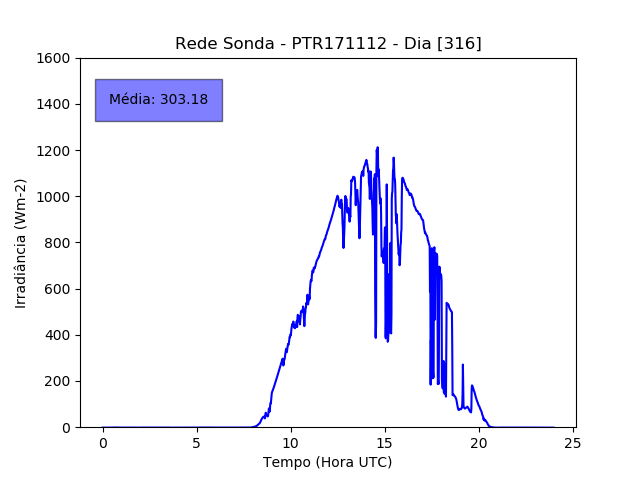 Rede Sonda - PTR171112 - Dia [316]
1600
1400
1200
1000
800
600
400
200
0
Irradiância (Wm-2)
Média: 303.18
0 5 10 15 20 25
Tempo (Hora UTC)